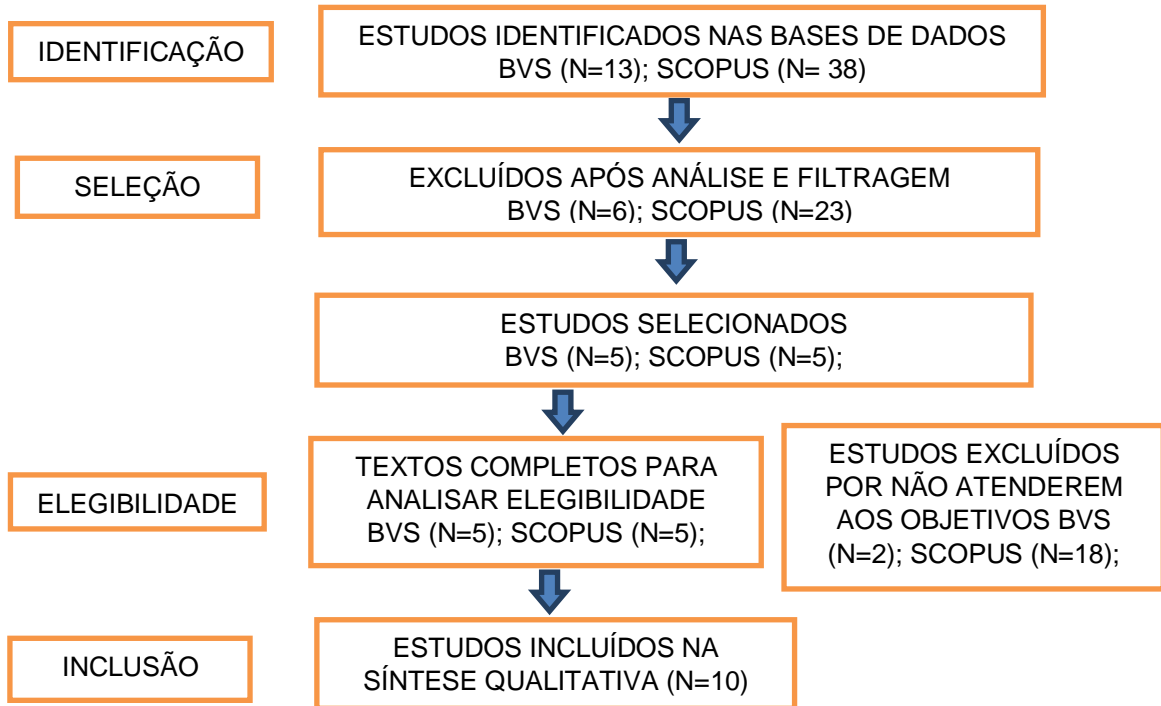 IDENTIFICAÇÃO
ESTUDOS IDENTIFICADOS NAS BASES DE DADOS
BVS (N=13); SCOPUS (N= 38)
SELEÇÃO
EXCLUÍDOS APÓS ANÁLISE E FILTRAGEM
BVS (N=6); SCOPUS (N=23)
ESTUDOS SELECIONADOS
BVS (N=5); SCOPUS (N=5);
ELEGIBILIDADE
TEXTOS COMPLETOS PARA
ANALISAR ELEGIBILIDADE
BVS (N=5); SCOPUS (N=5);
ESTUDOS EXCLUÍDOS
POR NÃO ATENDEREM
AOS OBJETIVOS BVS
(N=2); SCOPUS (N=18);
INCLUSÃO
ESTUDOS INCLUÍDOS NA
SÍNTESE QUALITATIVA (N=10)